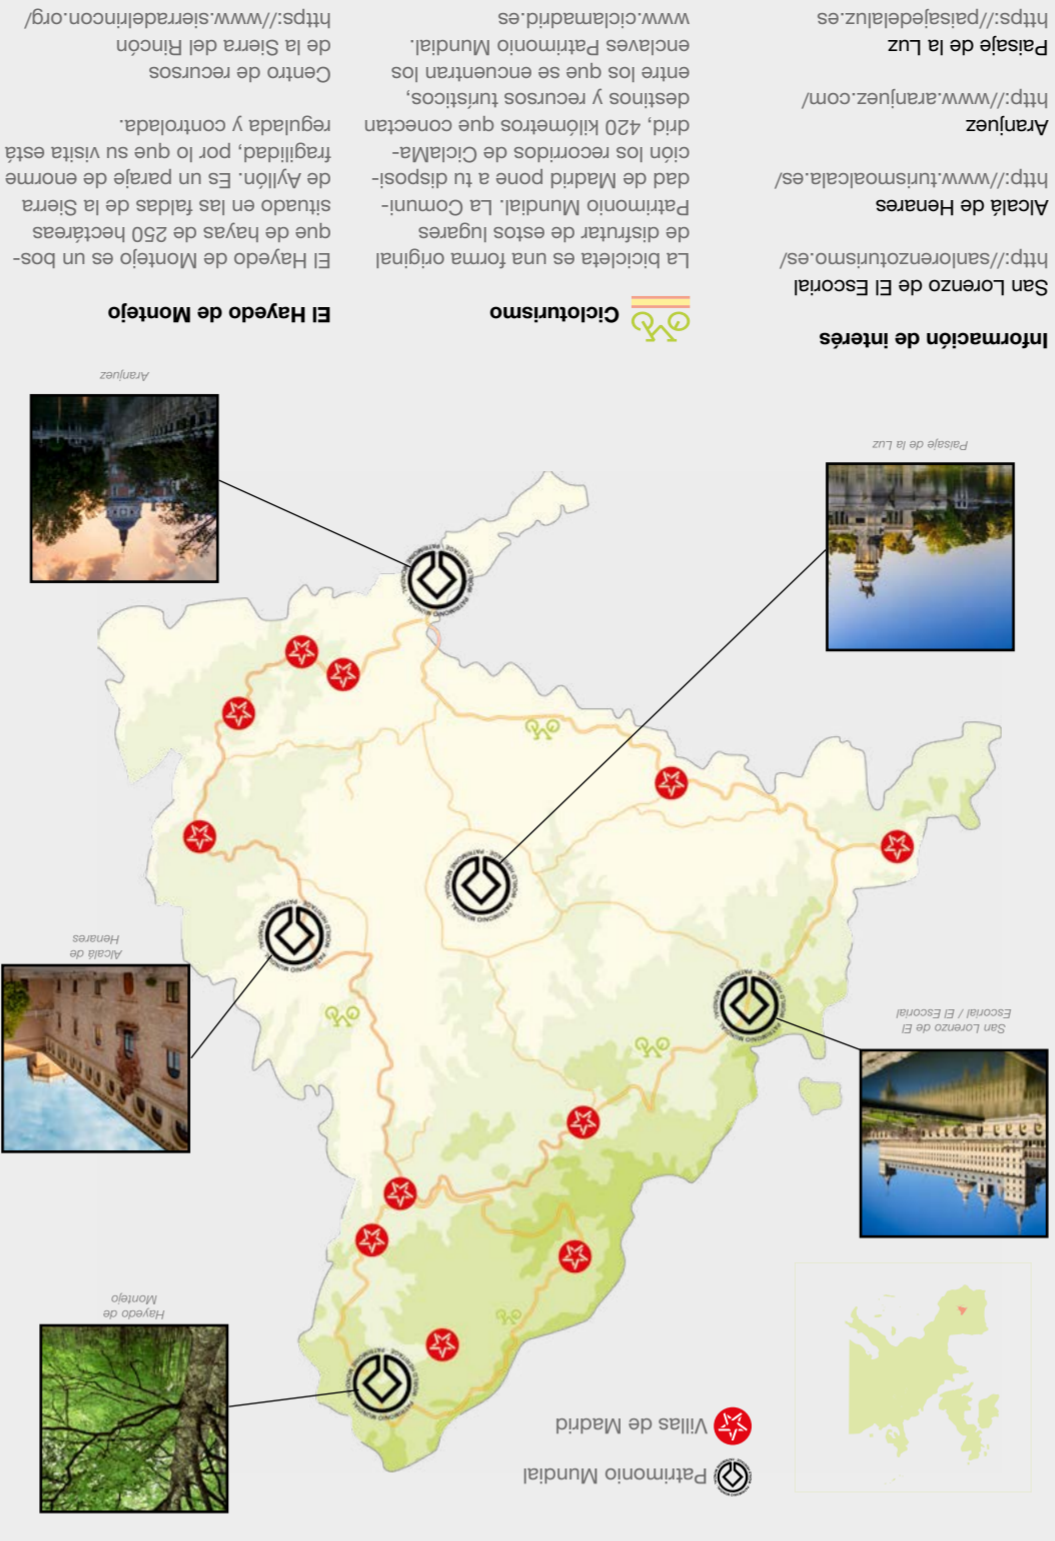 Patrimonio Mundial
Villas de Madrid
Hayedo de
Montejo
San Lorenzo de El
Escorial / El Escorial
Alcalá de
Henares
Paisaje de la Luz
Aranjuez
Información de interés
San Lorenzo de El Escorial
http://sanlorenzoturismo.es/
Alcalá de Henares
http://www.turismoalcala.es/
Aranjuez
http://www.aranjuez.com/
Paisaje de la Luz
https://paisajedelaluz.es
Cicloturismo
La bicicleta es una forma original
de disfrutar de estos lugares
Patrimonio Mundial. La Comuni-
dad de Madrid pone a tu disposi-
ción los recorridos de CiclaMa-
drid, 420 kilómetros que conectan
destinos y recursos turísticos,
entre los que se encuentran los
enclaves Patrimonio Mundial.
www.ciclamadrid.es
El Hayedo de Montejo
El Hayedo de Montejo es un bos-
que de hayas de 250 hectáreas
situado en las faldas de la Sierra
de Ayllón. Es un paraje de enorme
fragilidad, por lo que su visita está
regulada y controlada.
Centro de recursos
de la Sierra del Rincón
https://www.sierradelrincon.org/